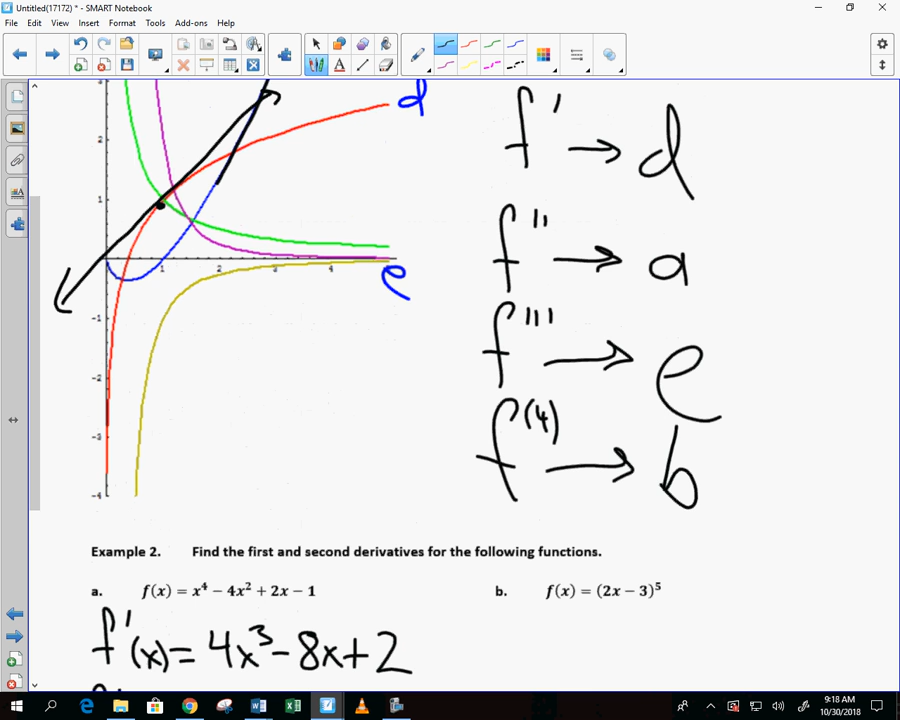 Untitled(17172) * - SMART Notebook
File Edit View Insert Format Tools Add-ons Help
3
2
1
1
3
4
-1
-2
-3
-4
d
e
f' → d
f'' → a
f''' → e
f(4) → b
Example 2. Find the first and second derivatives for the following functions.
a. f(x) = x⁴ − 4x² + 2x − 1
b. f(x) = (2x − 3)⁵
f'(x) = 4x³ − 8x + 2
9:18 AM
10/30/2018